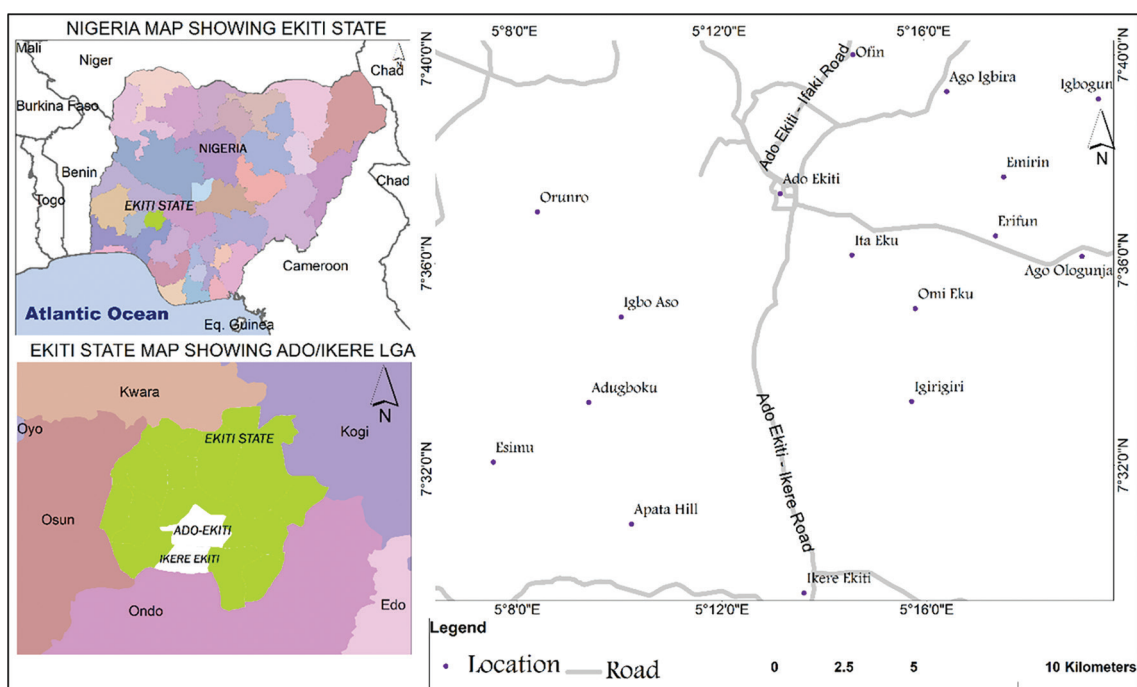 NIGERIA MAP SHOWING EKITI STATE
Mali
Niger
Chad
Burkina Faso
NIGERIA
Benin
Chad
Togo
EKITI STATE
Cameroon
Atlantic Ocean
Eq. Guinea
EKITI STATE MAP SHOWING ADO/IKERE LGA
Kwara
N
Oyo
EKITI STATE
Kogi
Osun
ADO-EKITI
IKERE EKITI
Ondo
Edo
5°8'0"E
5°12'0"E
5°16'0"E
7°40'0"N
7°40'0"N
Ofin
Ado Ekiti - Ifaki Road
Ago Igbira
Igbogun
N
Emirin
Ado Ekiti
Orunro
Erifun
Ita Eku
Ago Ologunja
7°36'0"N
7°36'0"N
Omi Eku
Igbo Aso
Adugboku
Igirigiri
Ado Ekiti - Ikere Road
Esimu
7°32'0"N
7°32'0"N
Apata Hill
Ikere Ekiti
5°8'0"E
5°12'0"E
5°16'0"E
Legend
Location
Road
0 2.5 5 10 Kilometers